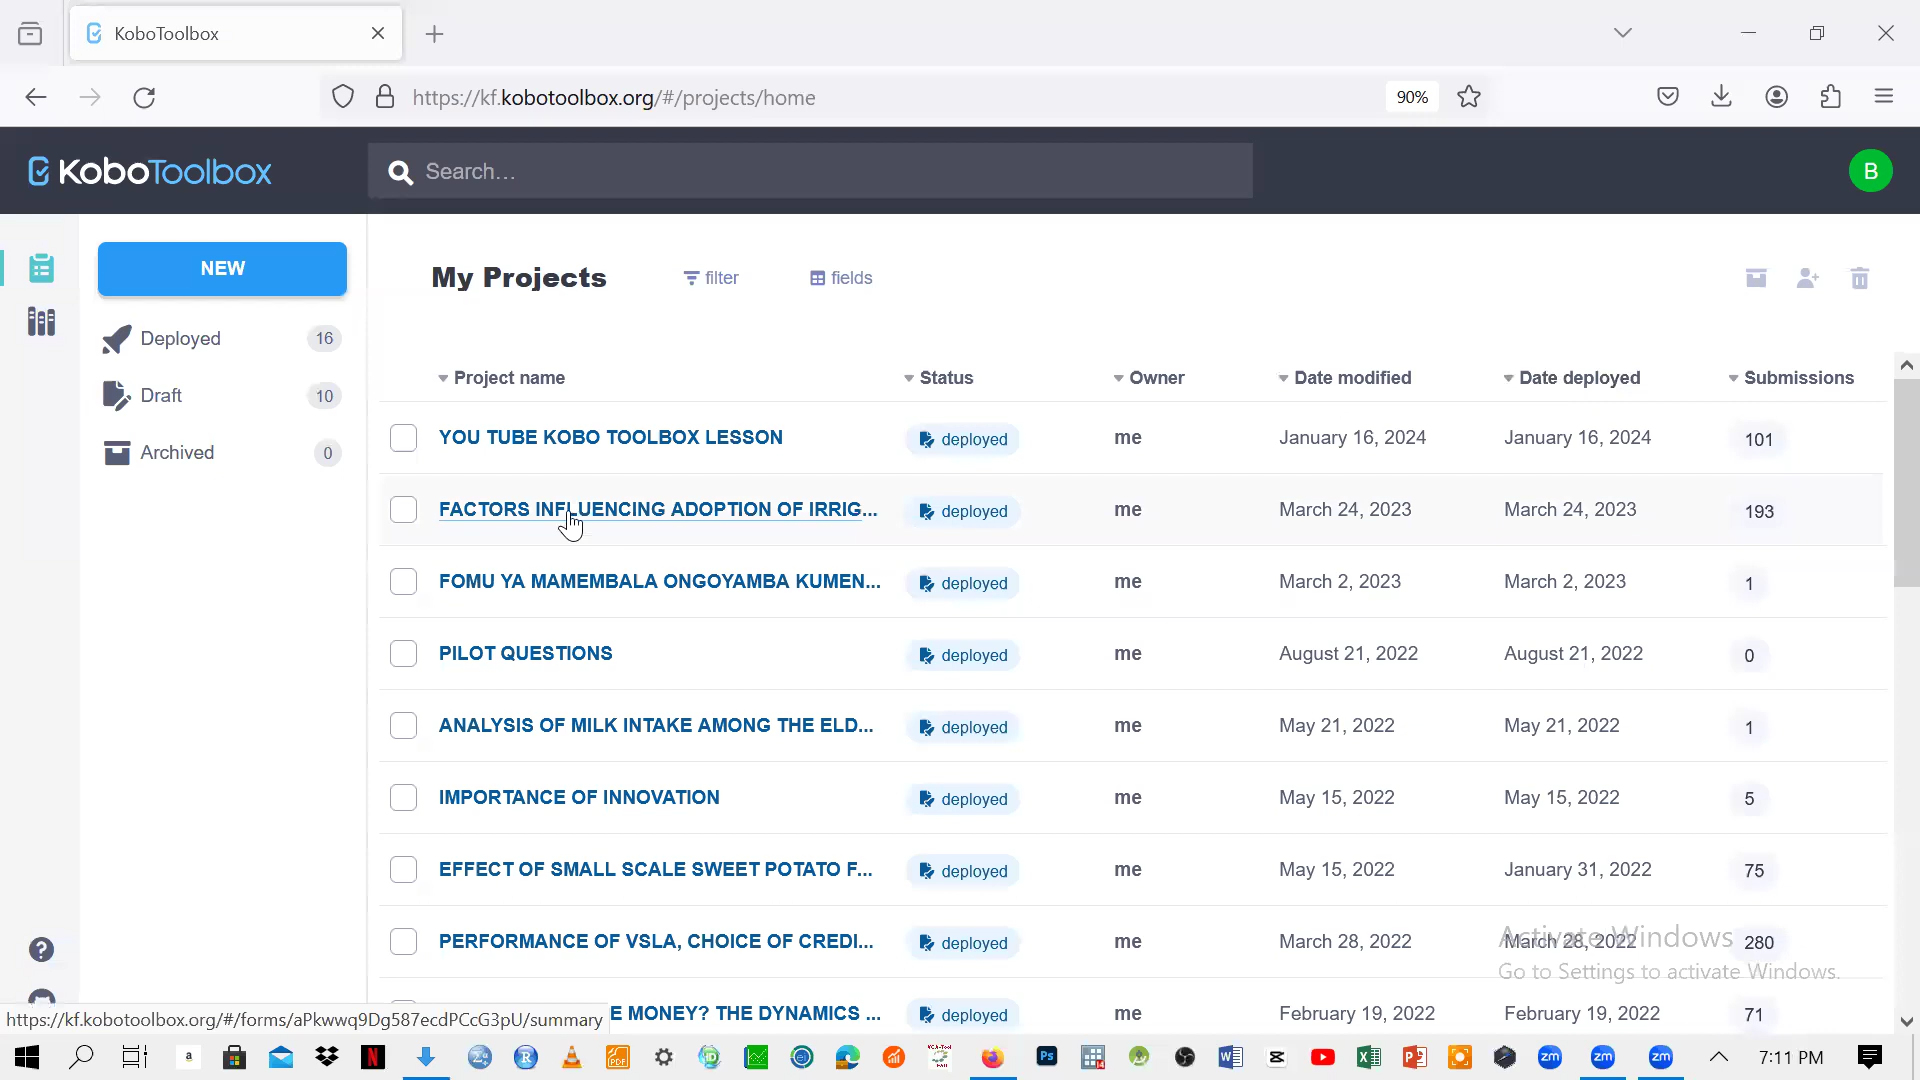 KoboToolbox
https://kf.kobotoolbox.org/#/projects/home
90%
KoboToolbox
Search...
B
NEW
Deployed 16
Draft 10
Archived 0
My Projects filter fields
Project name Status Owner Date modified Date deployed Submissions
YOU TUBE KOBO TOOLBOX LESSON deployed me January 16, 2024 January 16, 2024 101
FACTORS INFLUENCING ADOPTION OF IRRIG... deployed me March 24, 2023 March 24, 2023 193
FOMU YA MAMEMBALA ONGOYAMBA KUMEN... deployed me March 2, 2023 March 2, 2023 1
PILOT QUESTIONS deployed me August 21, 2022 August 21, 2022 0
ANALYSIS OF MILK INTAKE AMONG THE ELD... deployed me May 21, 2022 May 21, 2022 1
IMPORTANCE OF INNOVATION deployed me May 15, 2022 May 15, 2022 5
EFFECT OF SMALL SCALE SWEET POTATO F... deployed me May 15, 2022 January 31, 2022 75
PERFORMANCE OF VSLA, CHOICE OF CREDI... deployed me March 28, 2022 March 28, 2022 280
Activate Windows
Go to Settings to activate Windows.
E MONEY? THE DYNAMICS ... deployed me February 19, 2022 February 19, 2022 71
https://kf.kobotoolbox.org/#/forms/aPkwwq9Dg587ecdPCcG3pU/summary
7:11 PM